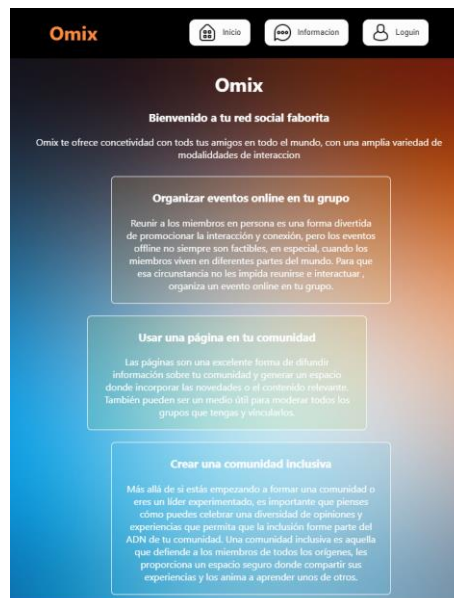 Omix
Inicio
Informacion
Loguin
Omix
Bienvenido a tu red social faborita
Omix te ofrece concetividad con tods tus amigos en todo el mundo, con una amplia variedad de
modaliddades de interaccion
Organizar eventos online en tu grupo
Reunir a los miembros en persona es una forma divertida
de promocionar la interacción y conexión, pero los eventos
offline no siempre son factibles, en especial, cuando los
miembros viven en diferentes partes del mundo. Para que
esa circunstancia no les impida reunirse e interactuar ,
organiza un evento online en tu grupo.
Usar una página en tu comunidad
Las páginas son una excelente forma de difundir
información sobre tu comunidad y generar un espacio
donde incorporar las novedades o el contenido relevante.
También pueden ser un medio útil para moderar todos los
grupos que tengas y vincularlos.
Crear una comunidad inclusiva
Más allá de si estás empezando a formar una comunidad o
eres un líder experimentado, es importante que pienses
cómo puedes celebrar una diversidad de opiniones y
experiencias que permita que la inclusión forme parte del
ADN de tu comunidad. Una comunidad inclusiva es aquella
que defiende a los miembros de todos los orígenes, les
proporciona un espacio seguro donde compartir sus
experiencias y los anima a aprender unos de otros.